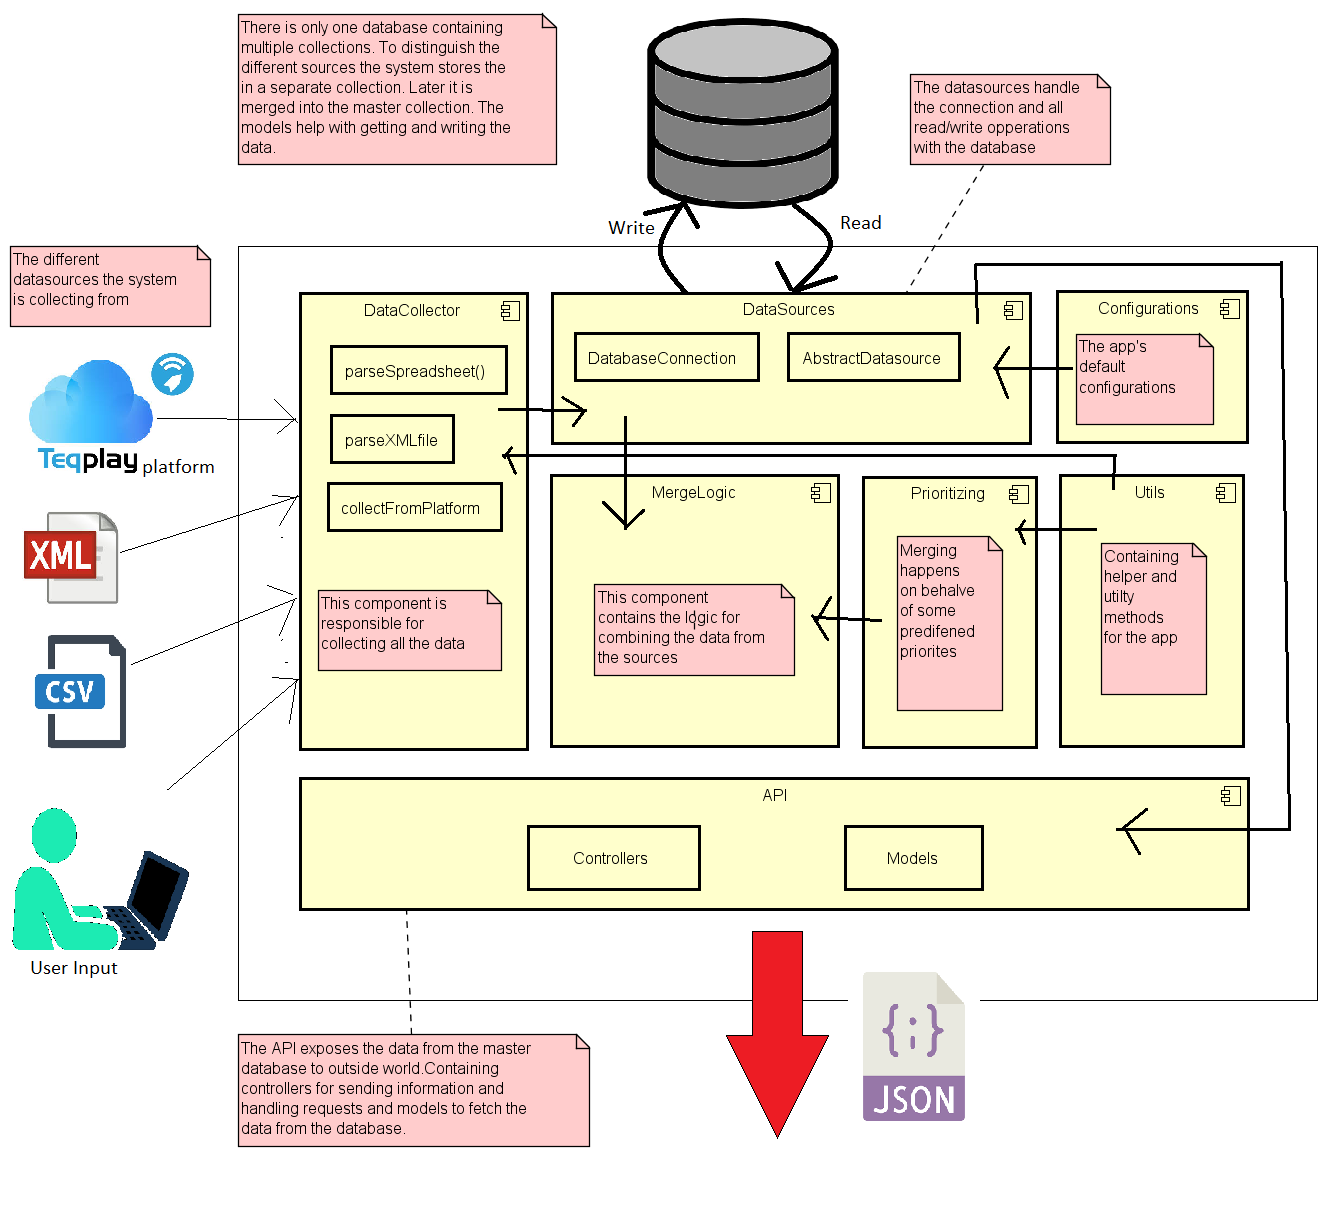 There is only one database containing
multiple collections. To distinguish the
different sources the system stores the
in a separate collection. Later it is
merged into the master collection. The
models help with getting and writing the
data.
The datasources handle
the connection and all
read/write opperations
with the database
Write
Read
The different
datasources the system
is collecting from
DataCollector
parseSpreadsheet()
parseXMLfile
collectFromPlatform
This component is
responsible for
collecting all the data
DataSources
DatabaseConnection
AbstractDatasource
Configurations
The app's
default
configurations
Teqplay platform
XML
CSV
User Input
MergeLogic
This component
contains the logic for
combining the data from
the sources
Prioritizing
Merging
happens
on behalve
of some
predifened
priorites
Utils
Containing
helper and
utilty
methods
for the app
API
Controllers
Models
The API exposes the data from the master
database to outside world.Containing
controllers for sending information and
handling requests and models to fetch the
data from the database.
{;}
JSON